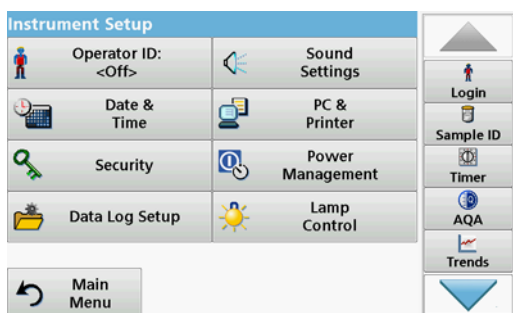 Instrument Setup
Operator ID:
<Off>
Sound
Settings
Date &
Time
PC &
Printer
Security
Power
Management
Data Log Setup
Lamp
Control
Main
Menu
Login
Sample ID
Timer
AQA
Trends